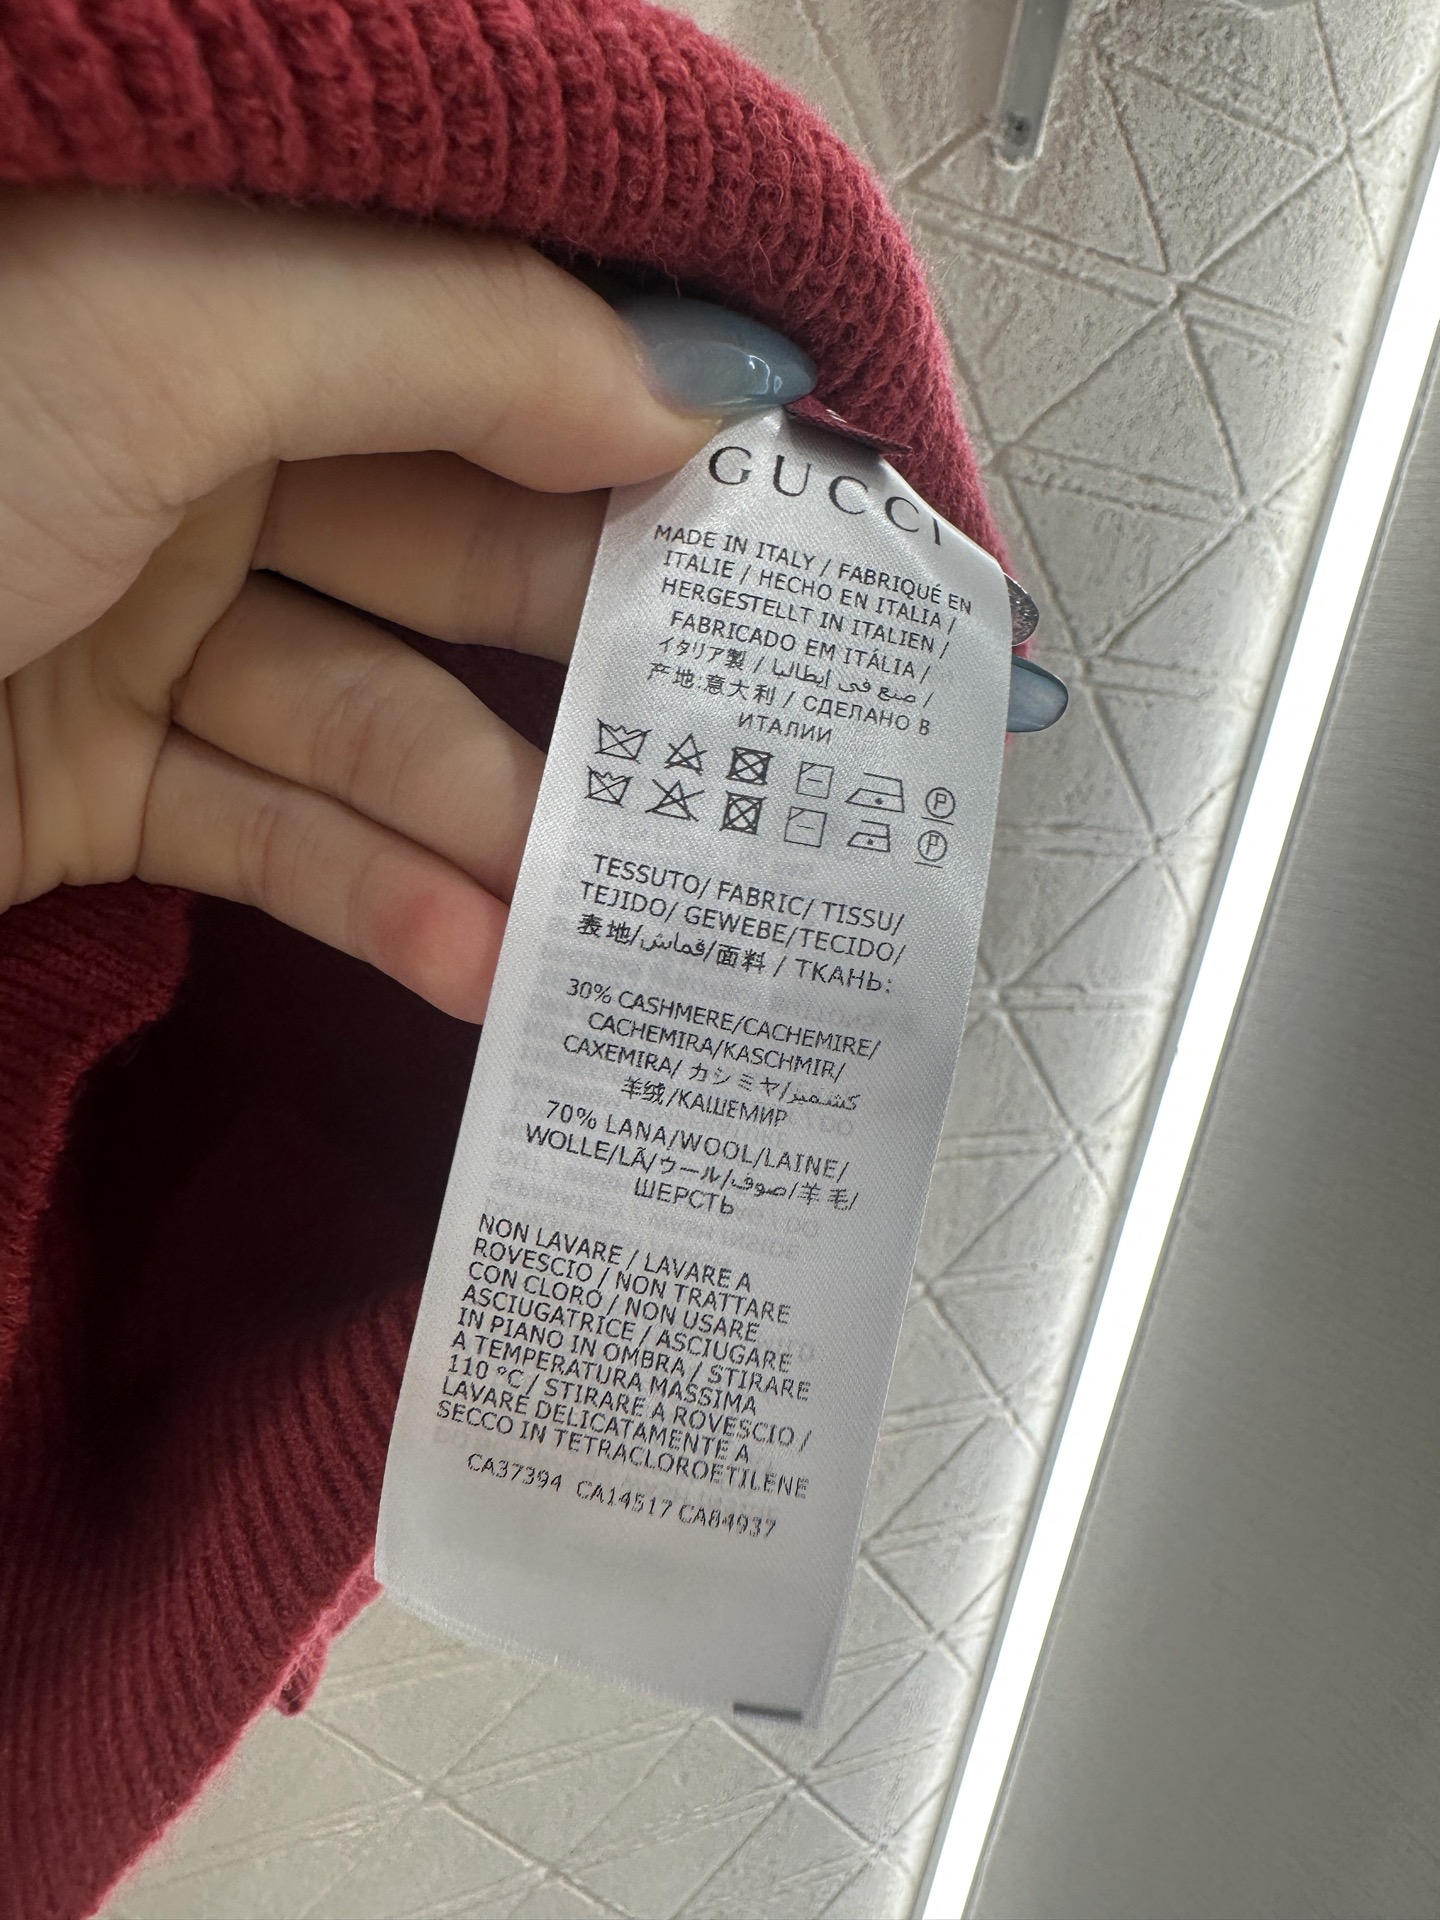 GUCCI
MADE IN ITALY / FABRIQUÉ EN
ITALIE / HECHO EN ITALIA /
HERGESTELLT IN ITALIEN /
FABRICADO EM ITÁLIA /
イタリア製 / صنع في إيطاليا /
产地:意大利 / СДЕЛАНО В
ИТАЛИИ
P
P
TESSUTO/ FABRIC/ TISSU/
TEJIDO/ GEWEBE/TECIDO/
表地/قماش/面料 / ТКАНЬ:
30% CASHMERE/CACHEMIRE/
CACHEMIRA/KASCHMIR/
CAXEMIRA/ カシミヤ/كشمير/
羊绒/КАШЕМИР
70% LANA/WOOL/LAINE/
WOLLE/LÃ/ウール/صوف/羊毛/
ШЕРСТЬ
NON LAVARE / LAVARE A
ROVESCIO / NON TRATTARE
CON CLORO / NON USARE
ASCIUGATRICE / ASCIUGARE
IN PIANO IN OMBRA / STIRARE
A TEMPERATURA MASSIMA
110 °C / STIRARE A ROVESCIO /
LAVARE DELICATAMENTE A
SECCO IN TETRACLOROETILENE
CA37394 CA14517 CA84937